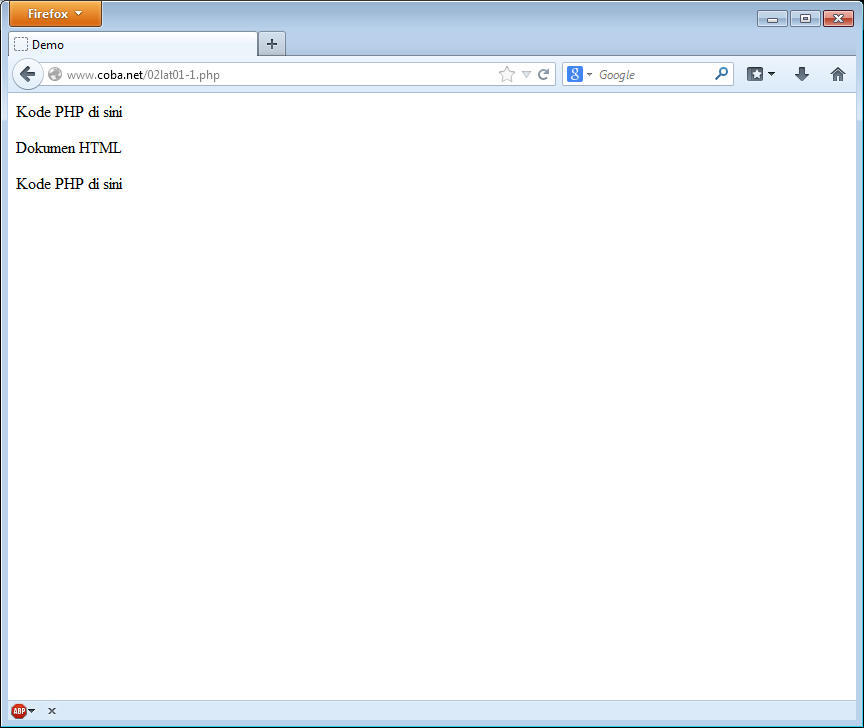 Firefox
Demo
www.coba.net/02lat01-1.php
Google
Kode PHP di sini
Dokumen HTML
Kode PHP di sini
ABP